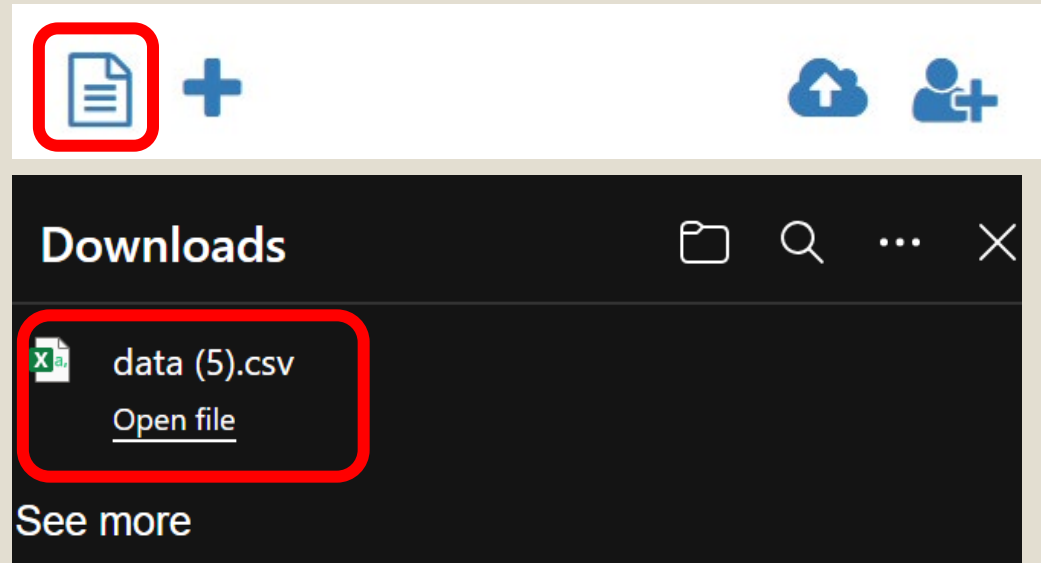 Downloads
X a,
data (5).csv
Open file
See more